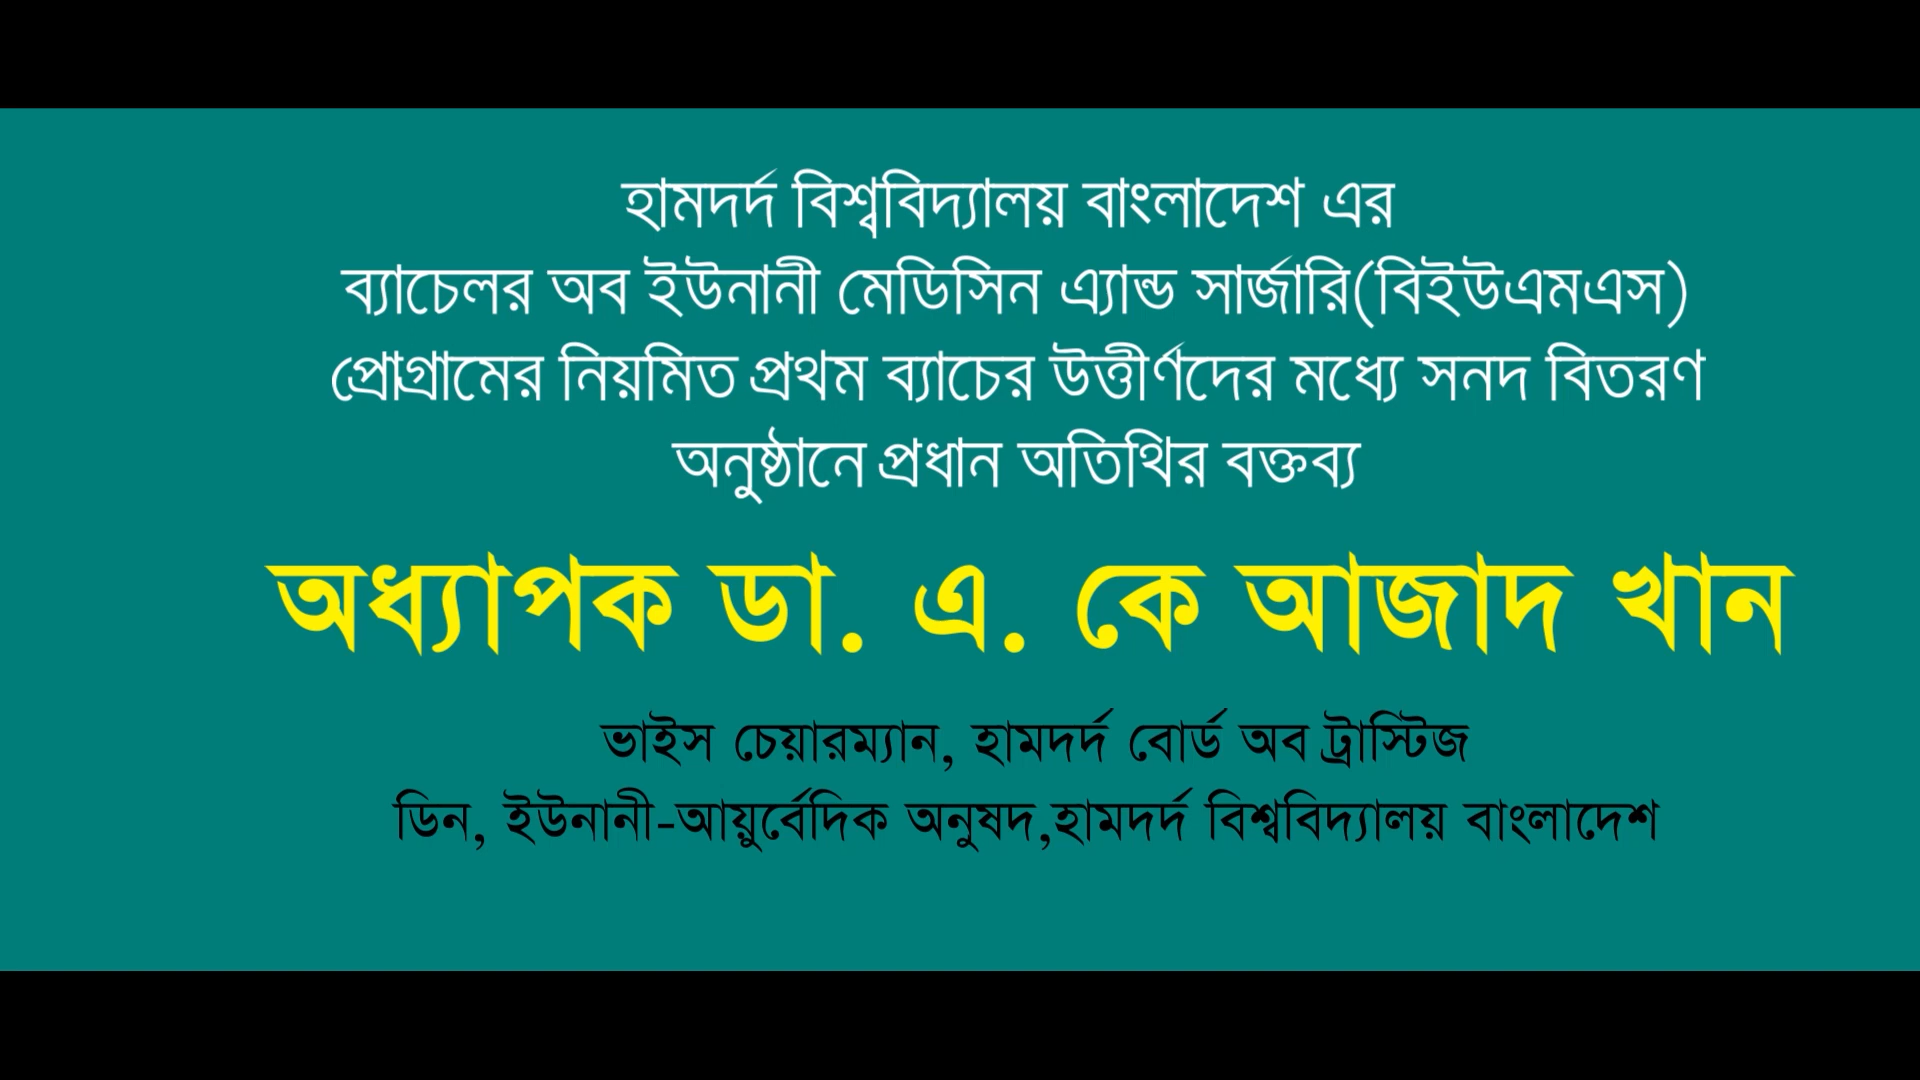 হামদর্দ বিশ্ববিদ্যালয় বাংলাদেশ এর
ব্যাচেলর অব ইউনানী মেডিসিন এ্যান্ড সার্জারি(বিইউএমএস)
প্রোগ্রামের নিয়মিত প্রথম ব্যাচের উত্তীর্ণদের মধ্যে সনদ বিতরণ
অনুষ্ঠানে প্রধান অতিথির বক্তব্য
অধ্যাপক ডা. এ. কে আজাদ খান
ভাইস চেয়ারম্যান, হামদর্দ বোর্ড অব ট্রাস্টিজ
ডিন, ইউনানী-আয়ুর্বেদিক অনুষদ,হামদর্দ বিশ্ববিদ্যালয় বাংলাদেশ